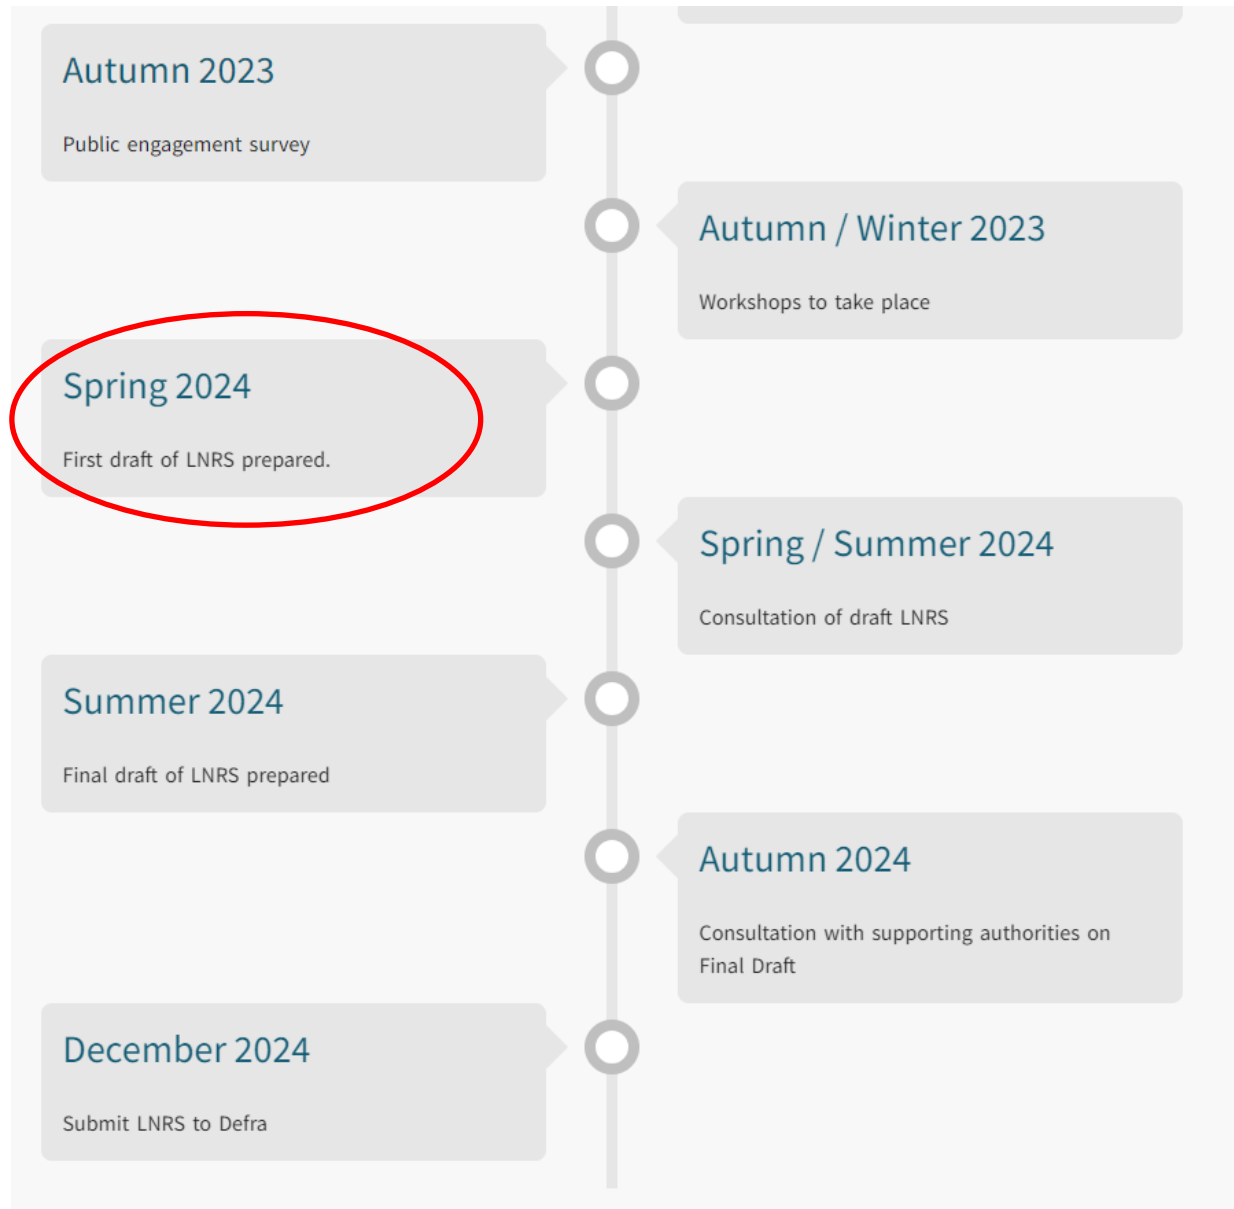 Autumn 2023
Public engagement survey
Autumn / Winter 2023
Workshops to take place
Spring 2024
First draft of LNRS prepared.
Spring / Summer 2024
Consultation of draft LNRS
Summer 2024
Final draft of LNRS prepared
Autumn 2024
Consultation with supporting authorities on
Final Draft
December 2024
Submit LNRS to Defra